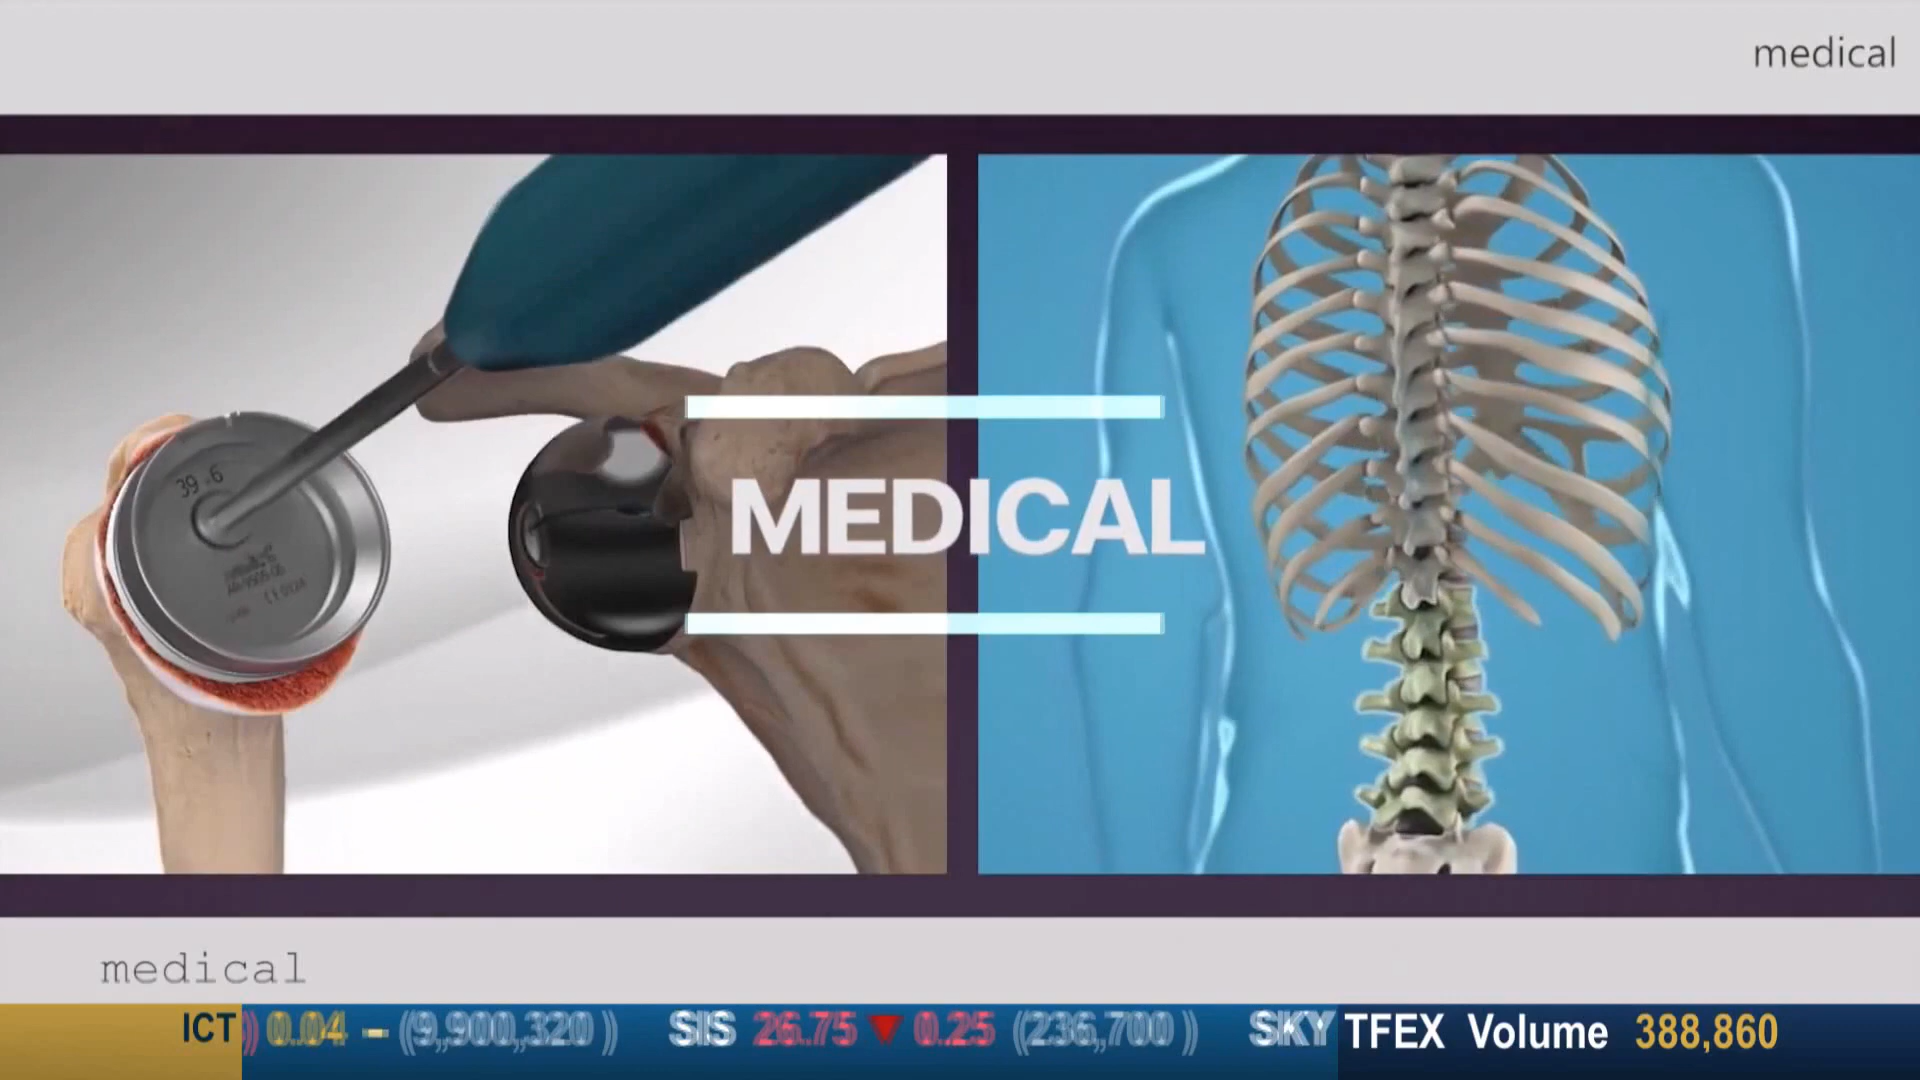 medical
39 +6
MEDICAL
medical
ICT 0.04 – (9,900,320) SIS 26.75 ▼ 0.25 (236,700) SKY TFEX Volume 388,860